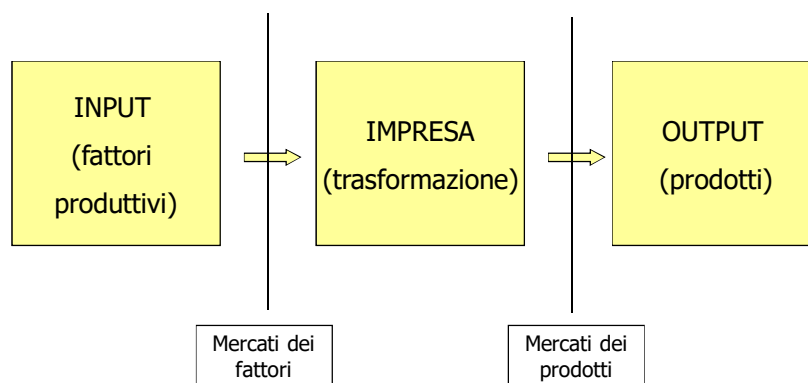 INPUT
(fattori
produttivi)
IMPRESA
(trasformazione)
OUTPUT
(prodotti)
Mercati dei
fattori
Mercati dei
prodotti